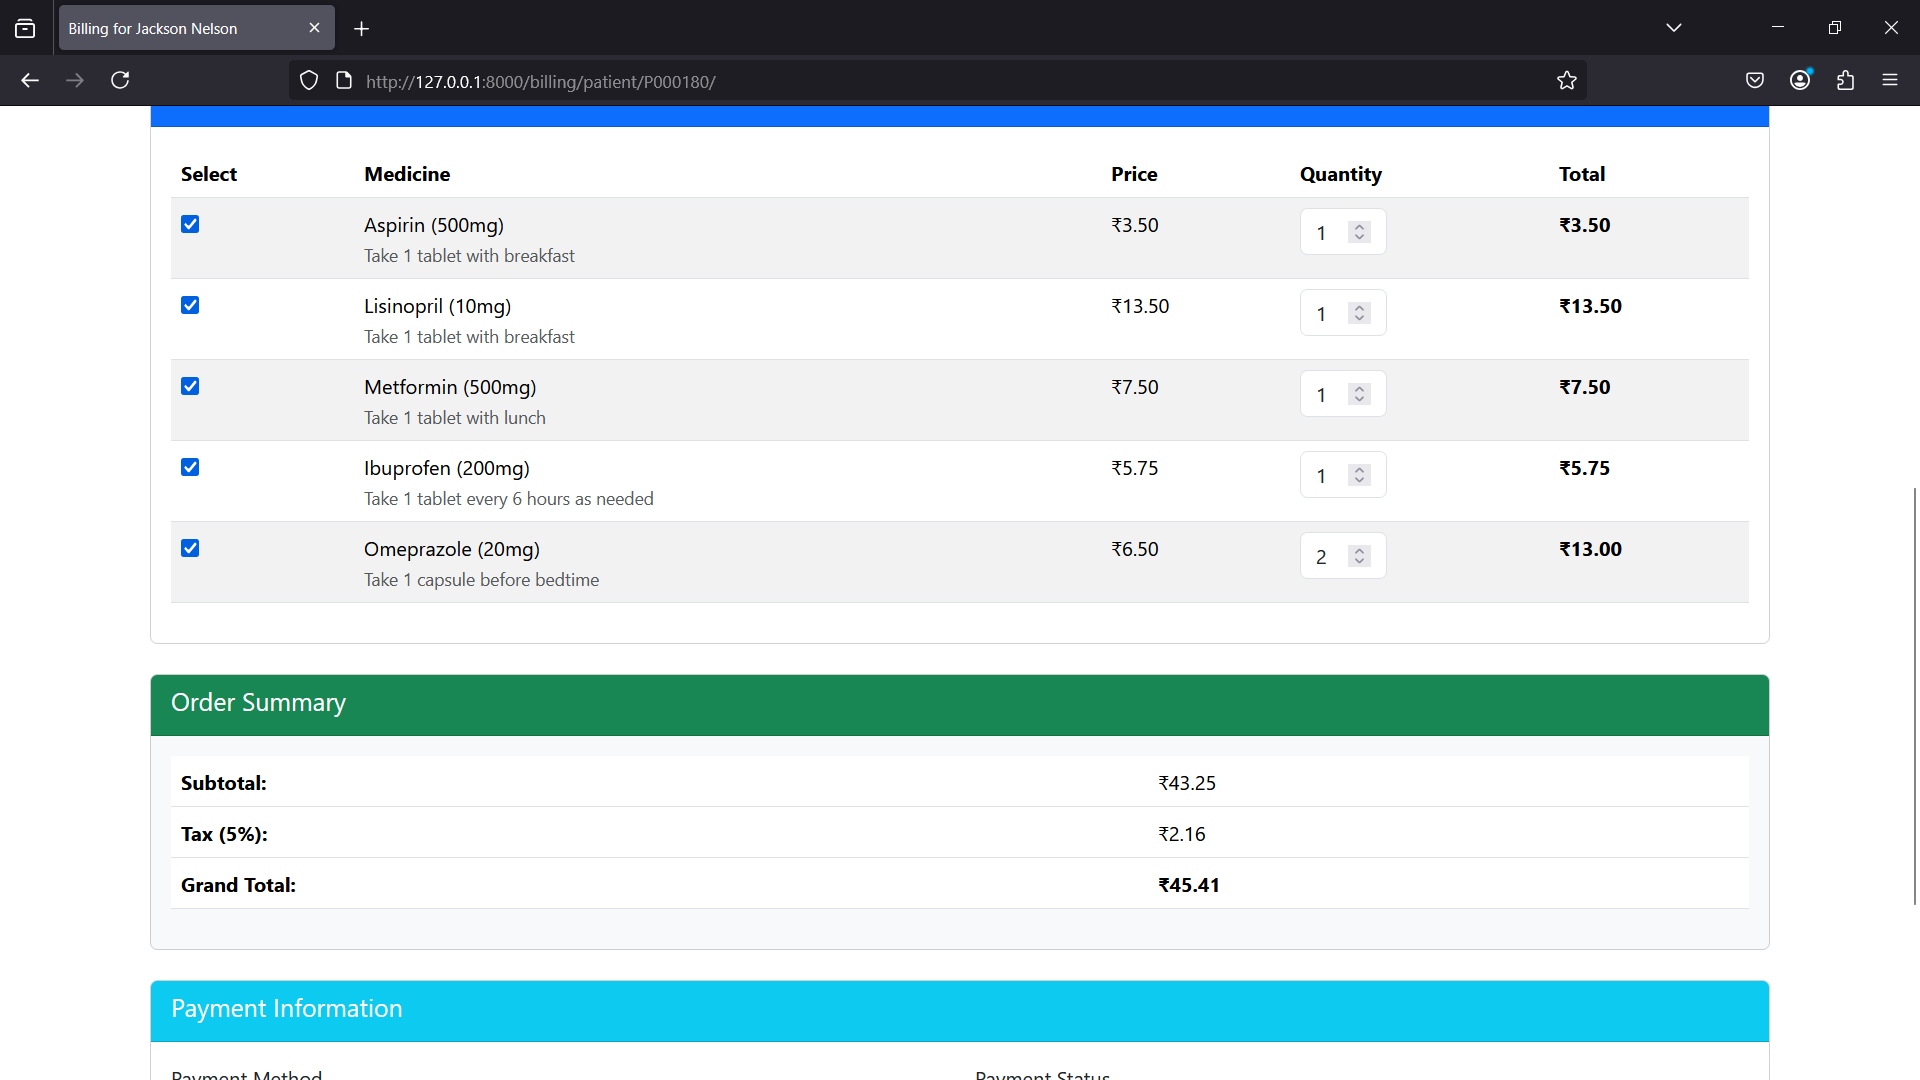 Billing for Jackson Nelson
http://127.0.0.1:8000/billing/patient/P000180/
Select Medicine Price Quantity Total
Aspirin (500mg) ₹3.50 1 ₹3.50
Take 1 tablet with breakfast
Lisinopril (10mg) ₹13.50 1 ₹13.50
Take 1 tablet with breakfast
Metformin (500mg) ₹7.50 1 ₹7.50
Take 1 tablet with lunch
Ibuprofen (200mg) ₹5.75 1 ₹5.75
Take 1 tablet every 6 hours as needed
Omeprazole (20mg) ₹6.50 2 ₹13.00
Take 1 capsule before bedtime
Order Summary
Subtotal: ₹43.25
Tax (5%): ₹2.16
Grand Total: ₹45.41
Payment Information
Payment Method Payment Status